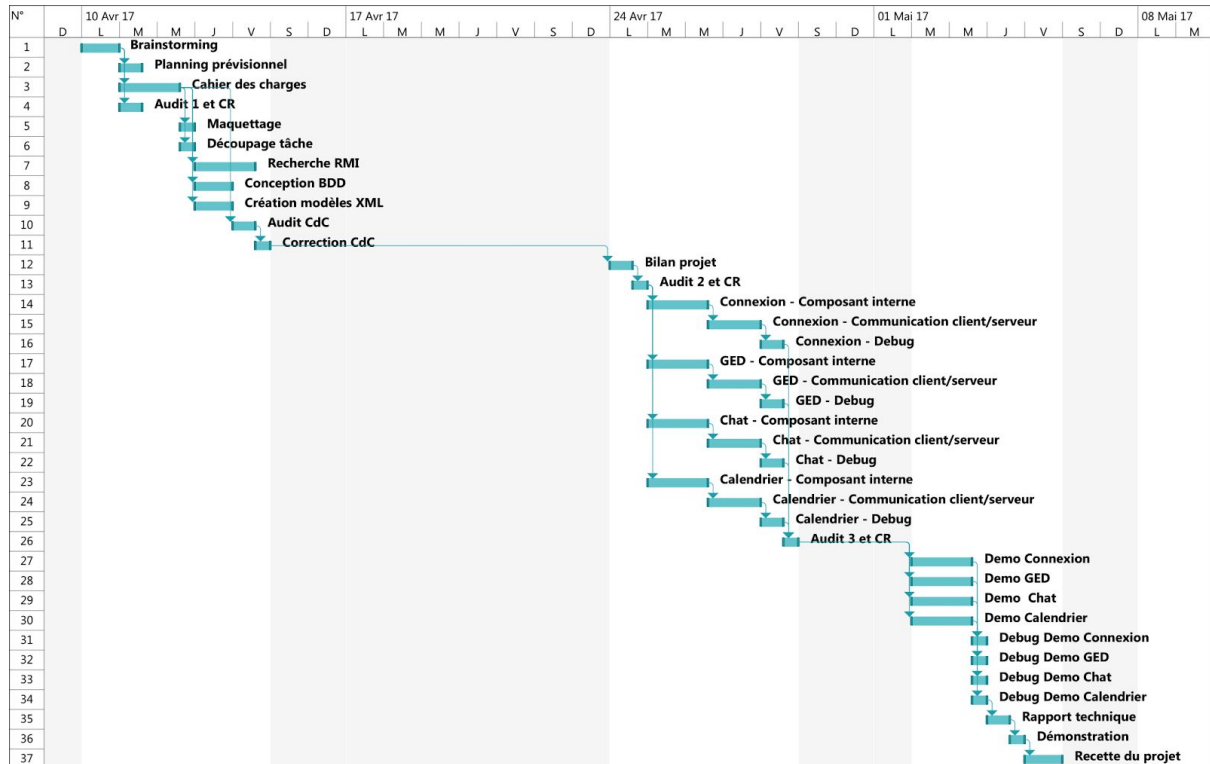 N° 10 Avr 17 17 Avr 17 24 Avr 17 01 Mai 17 08 Mai 17
D L M M J V S D L M M J V S D L M M J V S D L M M J V S D L M
1 Brainstorming
2 Planning prévisionnel
3 Cahier des charges
4 Audit 1 et CR
5 Maquettage
6 Découpage tâche
7 Recherche RMI
8 Conception BDD
9 Création modèles XML
10 Audit CdC
11 Correction CdC
12 Bilan projet
13 Audit 2 et CR
14 Connexion - Composant interne
15 Connexion - Communication client/serveur
16 Connexion - Debug
17 GED - Composant interne
18 GED - Communication client/serveur
19 GED - Debug
20 Chat - Composant interne
21 Chat - Communication client/serveur
22 Chat - Debug
23 Calendrier - Composant interne
24 Calendrier - Communication client/serveur
25 Calendrier - Debug
26 Audit 3 et CR
27 Demo Connexion
28 Demo GED
29 Demo Chat
30 Demo Calendrier
31 Debug Demo Connexion
32 Debug Demo GED
33 Debug Demo Chat
34 Debug Demo Calendrier
35 Rapport technique
36 Démonstration
37 Recette du projet